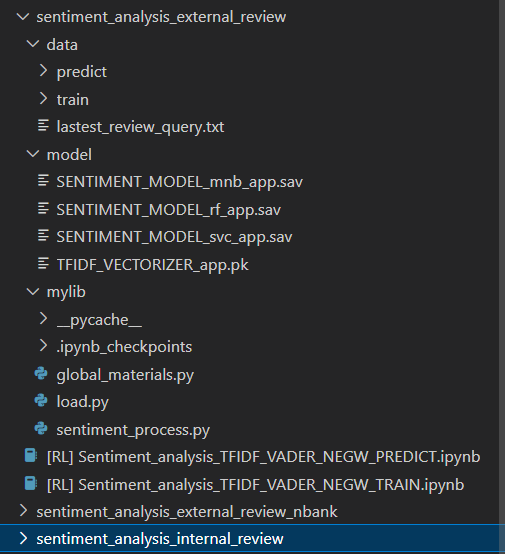 sentiment_analysis_external_review
data
predict
train
lastest_review_query.txt
model
SENTIMENT_MODEL_mnb_app.sav
SENTIMENT_MODEL_rf_app.sav
SENTIMENT_MODEL_svc_app.sav
TFIDF_VECTORIZER_app.pk
mylib
__pycache__
.ipynb_checkpoints
global_materials.py
load.py
sentiment_process.py
[RL] Sentiment_analysis_TFIDF_VADER_NEGW_PREDICT.ipynb
[RL] Sentiment_analysis_TFIDF_VADER_NEGW_TRAIN.ipynb
sentiment_analysis_external_review_nbank
sentiment_analysis_internal_review